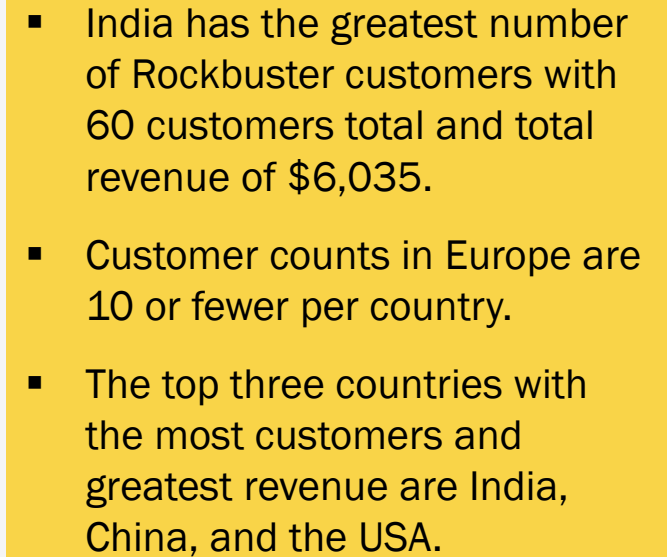 ▪ India has the greatest number
of Rockbuster customers with
60 customers total and total
revenue of $6,035.
▪ Customer counts in Europe are
10 or fewer per country.
▪ The top three countries with
the most customers and
greatest revenue are India,
China, and the USA.